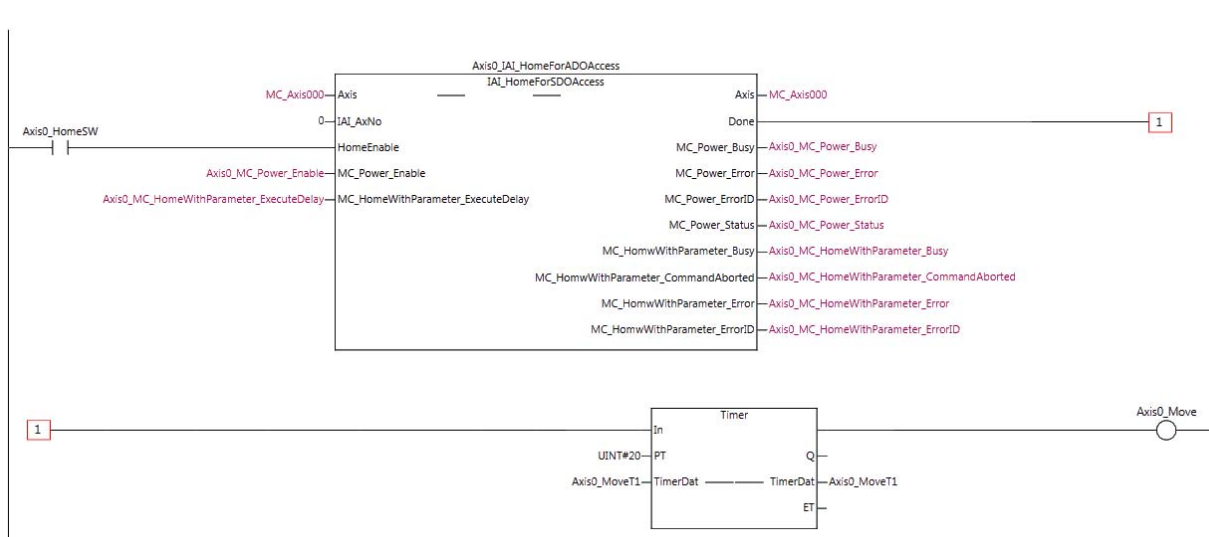 Axis0_IAI_HomeForADOAccess
IAI_HomeForSDOAccess
MC_Axis000 Axis Axis MC_Axis000
0 IAI_AxNo Done 1
Axis0_HomeSW
HomeEnable MC_Power_Busy Axis0_MC_Power_Busy
Axis0_MC_Power_Enable MC_Power_Enable MC_Power_Error Axis0_MC_Power_Error
Axis0_MC_HomeWithParameter_ExecuteDelay MC_HomeWithParameter_ExecuteDelay MC_Power_ErrorID Axis0_MC_Power_ErrorID
MC_Power_Status Axis0_MC_Power_Status
MC_HomwWithParameter_Busy Axis0_MC_HomeWithParameter_Busy
MC_HomwWithParameter_CommandAborted Axis0_MC_HomeWithParameter_CommandAborted
MC_HomwWithParameter_Error Axis0_MC_HomeWithParameter_Error
MC_HomwWithParameter_ErrorID Axis0_MC_HomeWithParameter_ErrorID
Timer Axis0_Move
1 In
UINT#20 PT Q
Axis0_MoveT1 TimerDat TimerDat Axis0_MoveT1
ET